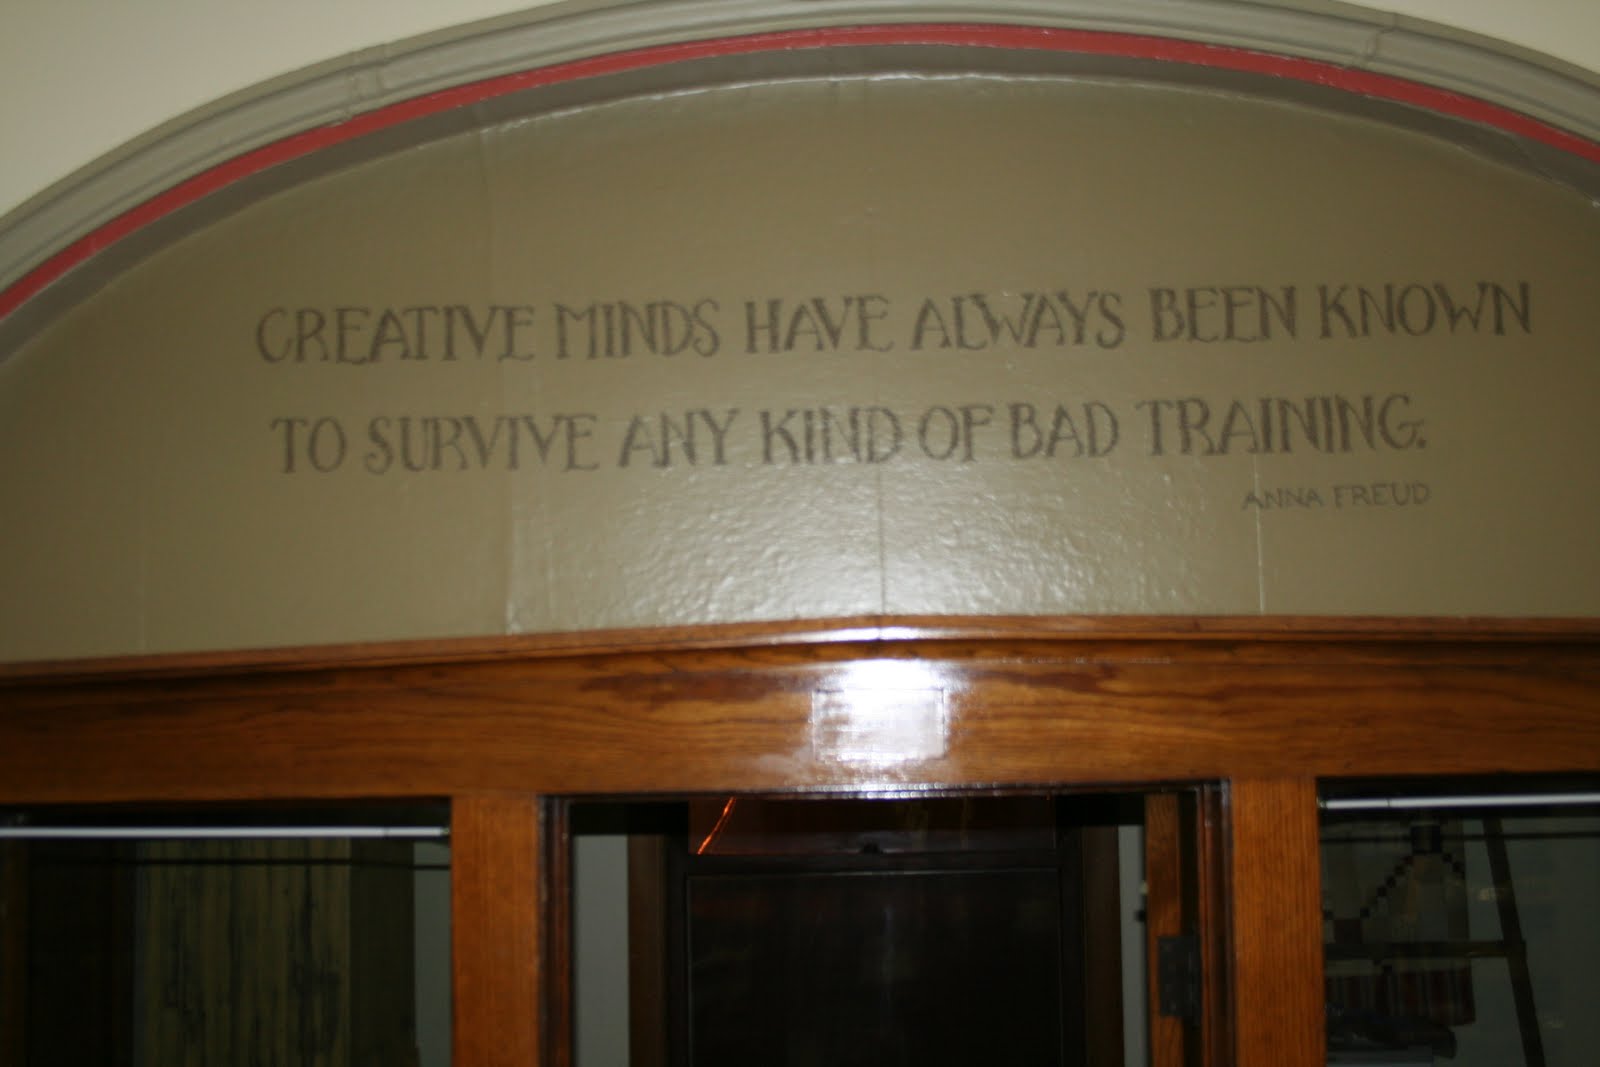 CREATIVE MINDS HAVE ALWAYS BEEN KNOWN
TO SURVIVE ANY KIND OF BAD TRAINING.
ANNA FREUD